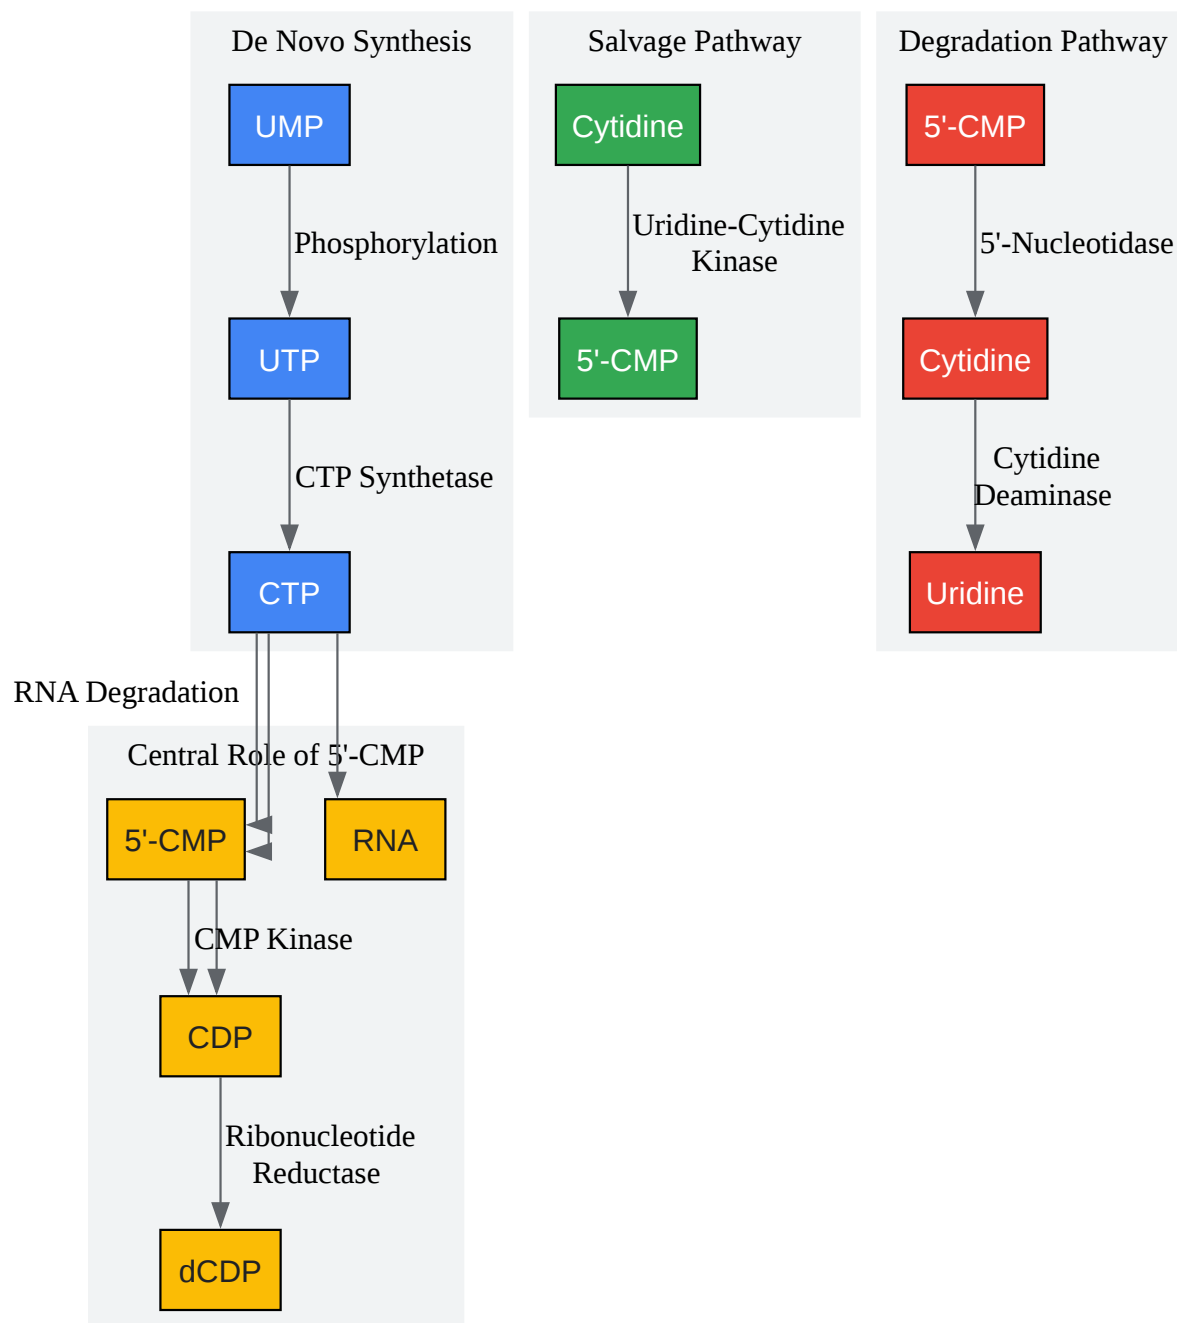 De Novo Synthesis
UMP
Phosphorylation
UTP
CTP Synthetase
CTP
Salvage Pathway
Cytidine
Uridine-Cytidine
Kinase
5'-CMP
Degradation Pathway
5'-CMP
5'-Nucleotidase
Cytidine
Cytidine
Deaminase
Uridine
RNA Degradation
Central Role of 5'-CMP
5'-CMP
RNA
CMP Kinase
CDP
Ribonucleotide
Reductase
dCDP